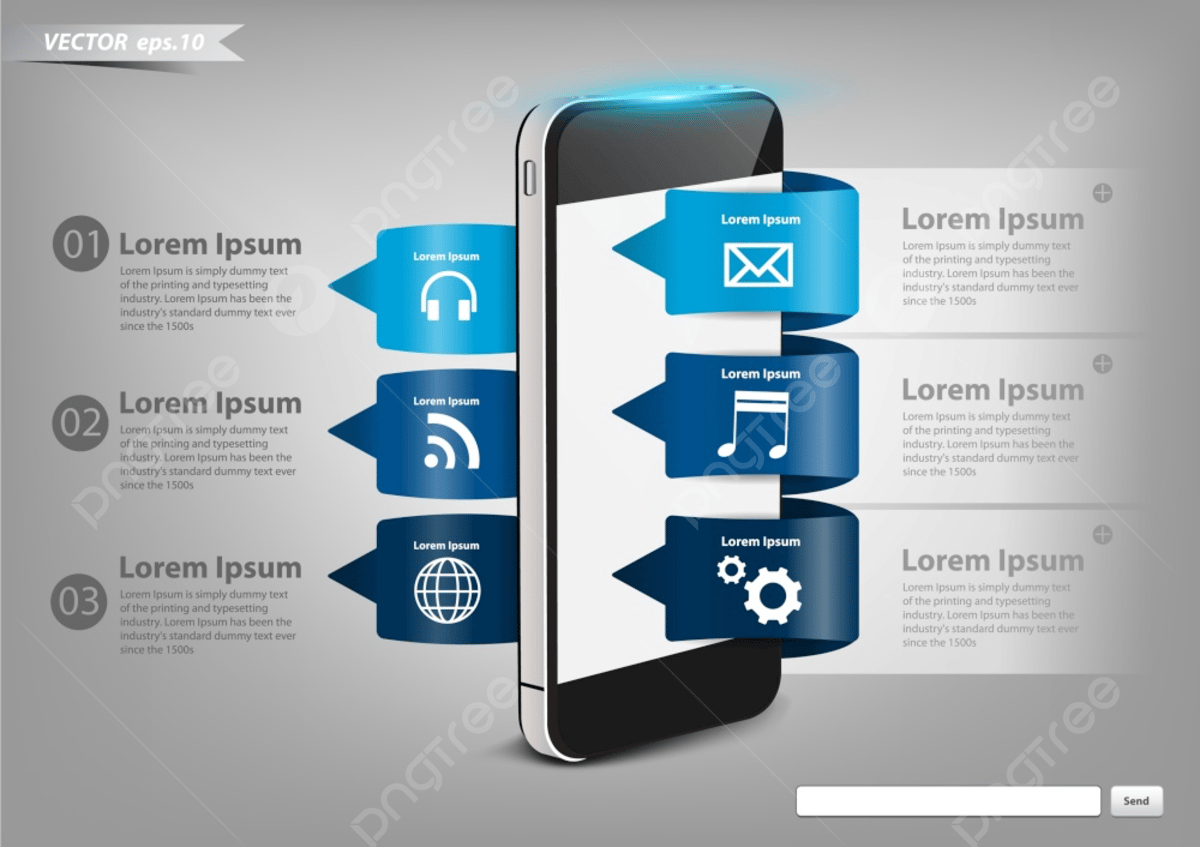 VECTOR eps.10
01
Lorem Ipsum
Lorem Ipsum is simply dummy text
of the printing and typesetting
industry. Lorem Ipsum has been the
industry's standard dummy text ever
since the 1500s
02
Lorem Ipsum
Lorem Ipsum is simply dummy text
of the printing and typesetting
industry. Lorem Ipsum has been the
industry's standard dummy text ever
since the 1500s
03
Lorem Ipsum
Lorem Ipsum is simply dummy text
of the printing and typesetting
industry. Lorem Ipsum has been the
industry's standard dummy text ever
since the 1500s
Lorem Ipsum
Lorem Ipsum
Lorem Ipsum
Lorem Ipsum
Lorem Ipsum
Lorem Ipsum
Lorem Ipsum
Lorem Ipsum is simply dummy text
of the printing and typesetting
industry. Lorem Ipsum has been the
industry's standard dummy text ever
since the 1500s
Lorem Ipsum
Lorem Ipsum is simply dummy text
of the printing and typesetting
industry. Lorem Ipsum has been the
industry's standard dummy text ever
since the 1500s
Lorem Ipsum
Lorem Ipsum is simply dummy text
of the printing and typesetting
industry. Lorem Ipsum has been the
industry's standard dummy text ever
since the 1500s
Send
pngtree
pngtree
pngtree
pngtree
pngtree
pngtree